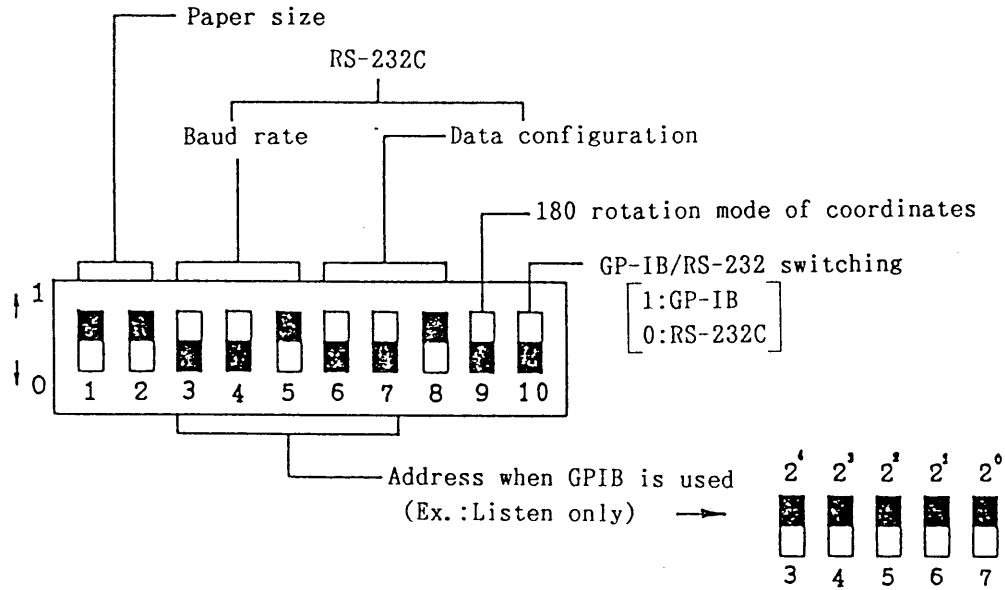 Paper size
RS-232C
Baud rate
Data configuration
180 rotation mode of coordinates
GP-IB/RS-232 switching
1:GP-IB
0:RS-232C
1
0
1 2 3 4 5 6 7 8 9 10
Address when GPIB is used
(Ex.:Listen only)
2⁴ 2³ 2² 2¹ 2⁰
3 4 5 6 7